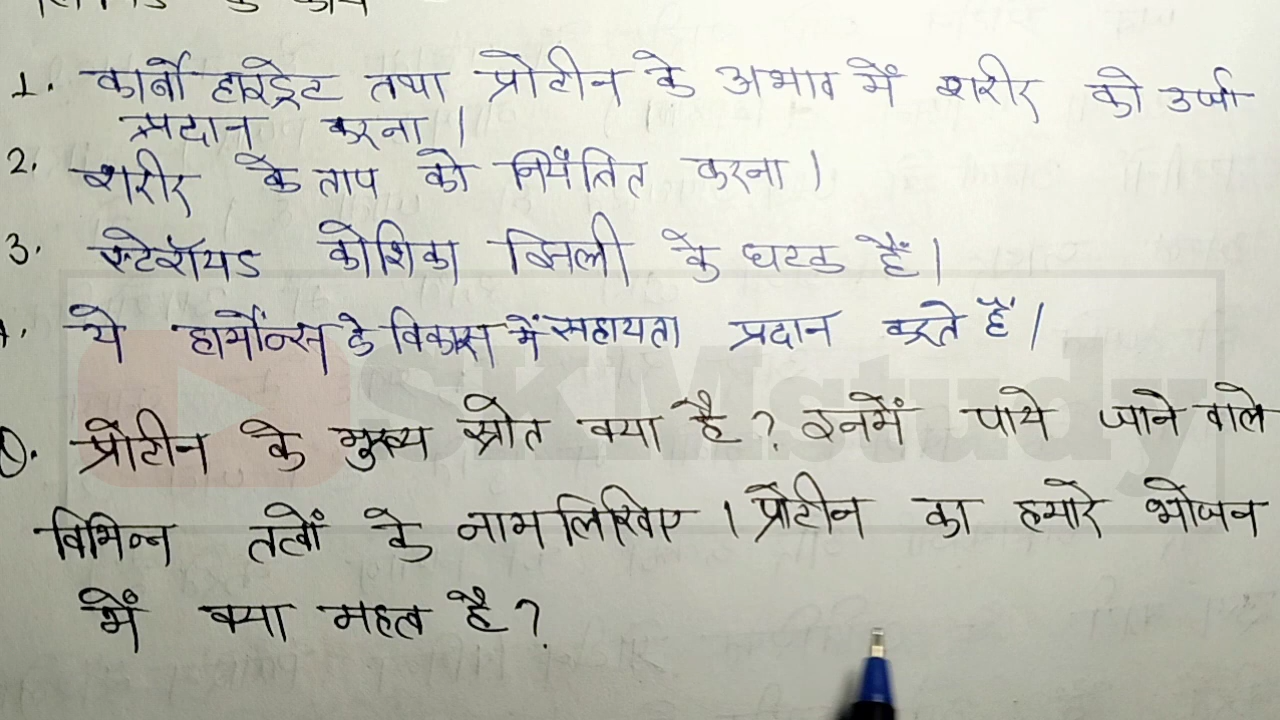 के कार्य
1. कार्बोहाइड्रेट तथा प्रोटीन के अभाव में शरीर को उर्जा
प्रदान करना।
2. शरीर के ताप को नियंत्रित करना।
3. स्टेरॉयड कोशिका झिल्ली के घटक हैं।
ये हार्मोन्स के विकास में सहायता प्रदान करते हैं।
SKMstudy
Q. प्रोटीन के मुख्य स्रोत क्या है? इनमें पाये जाने वाले
विभिन्न तत्वों के नाम लिखिए। प्रोटीन का हमारे भोजन
में क्या महत्व है?